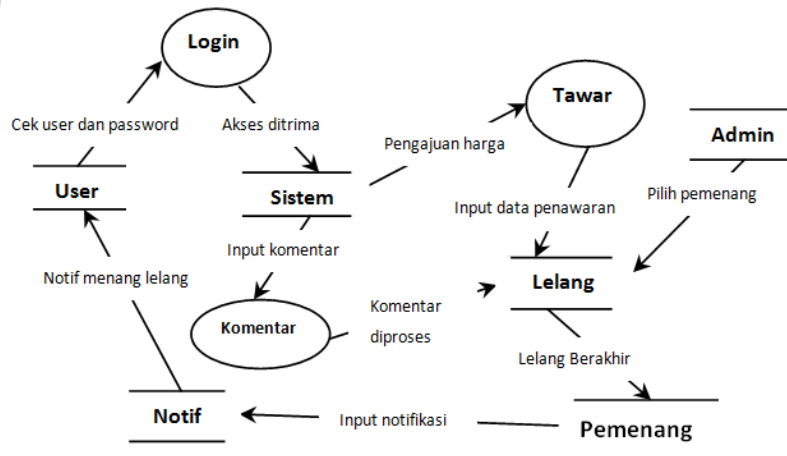 Login
Cek user dan password
Akses ditrima
Tawar
Pengajuan harga
Admin
User
Sistem
Input data penawaran
Pilih pemenang
Input komentar
Notif menang lelang
Lelang
Komentar
Komentar
diproses
Lelang Berakhir
Notif
Input notifikasi
Pemenang